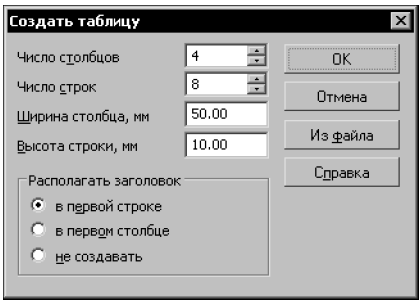 Создать таблицу
Число столбцов 4
OK
Число строк 8
Отмена
Ширина столбца, мм 50.00
Из файла
Высота строки, мм 10.00
Справка
Располагать заголовок
в первой строке
в первом столбце
не создавать